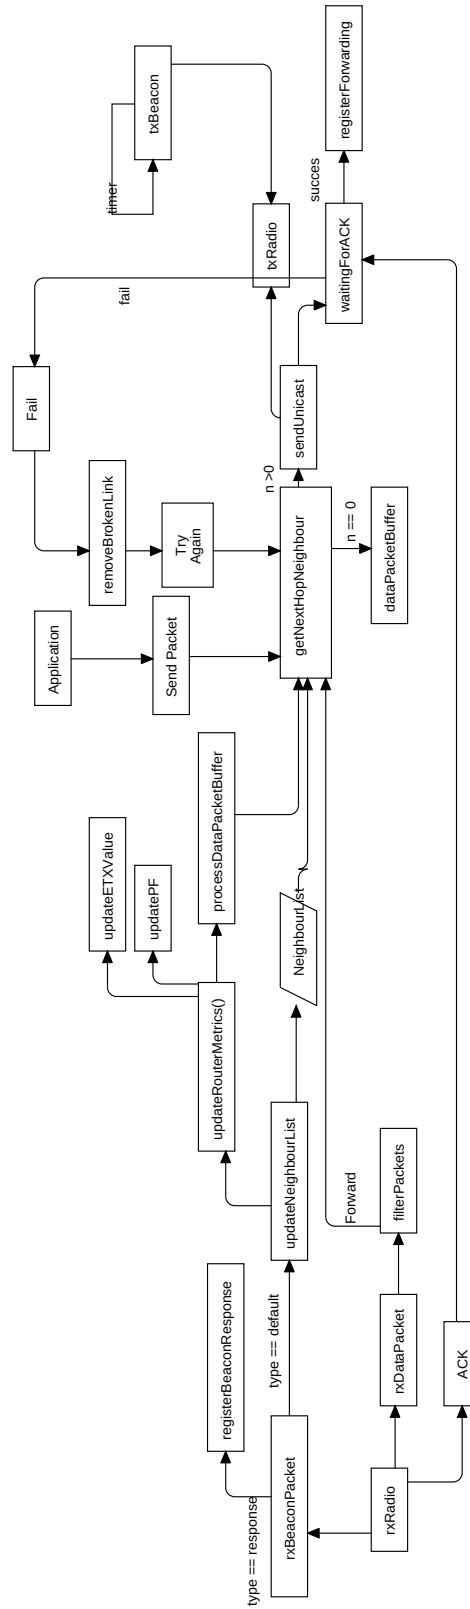 txBeacon
timer
registerForwarding
succes
txRadio
waitingForACK
fail
Fail
sendUnicast
n >0
removeBrokenLink
Try
Again
getNextHopNeighbour
n == 0
dataPacketBuffer
Application
Send Packet
processDataPacketBuffer
updateETXValue
updatePF
NeighbourList
updateRouterMetrics()
updateNeighbourList
Forward
filterPackets
registerBeaconResponse
type == default
rxDataPacket
ACK
type == response
rxBeaconPacket
rxRadio